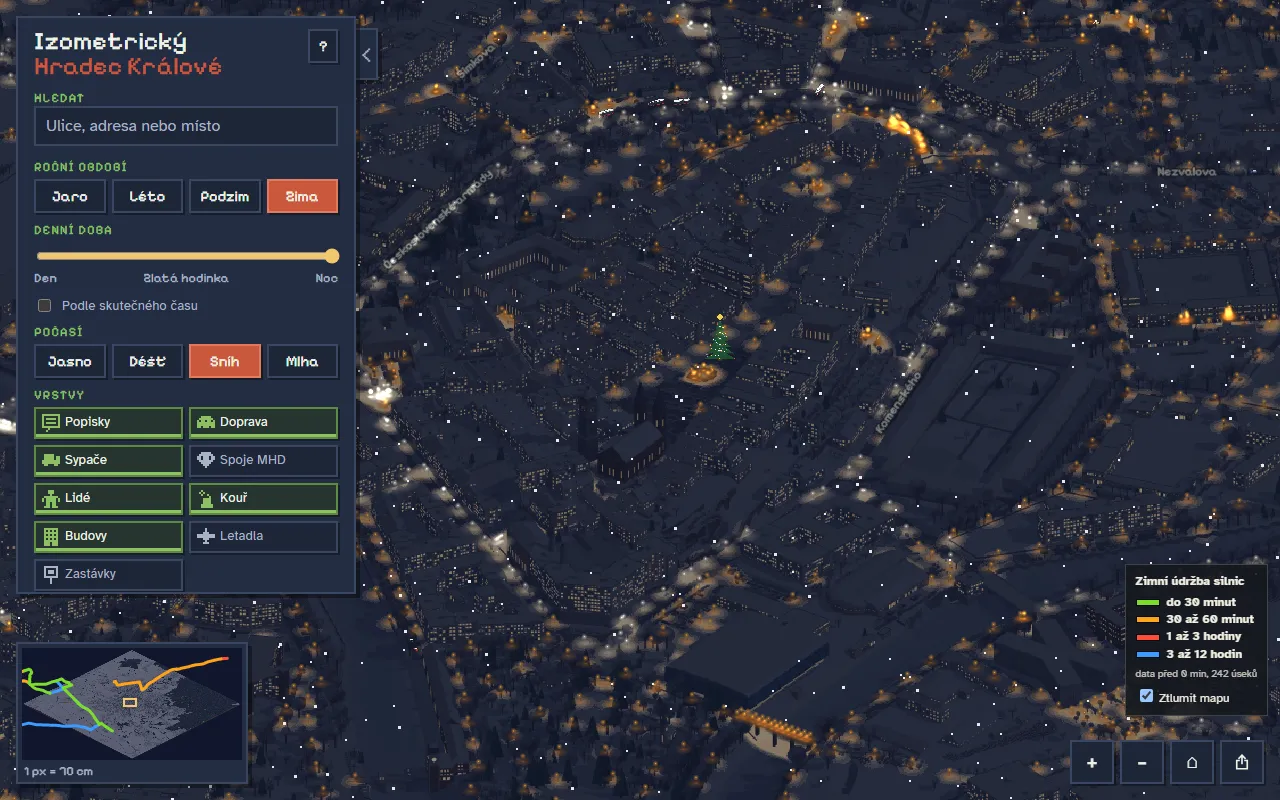 Izometrický
Hradec Králové
?
HLEDAT
Ulice, adresa nebo místo
ROČNÍ OBDOBÍ
Jaro Léto Podzim Zima
DENNÍ DOBA
Den Zlatá hodinka Noc
Podle skutečného času
POČASÍ
Jasno Déšť Sníh Mlha
VRSTVY
Popisky Doprava
Sypače Spoje MHD
Lidé Kouř
Budovy Letadla
Zastávky
1 px = 70 cm
Nezvalova
Komenského
Zimní údržba silnic
do 30 minut
30 až 60 minut
1 až 3 hodiny
3 až 12 hodin
data před 0 min, 242 úseků
Ztlumit mapu
+ -